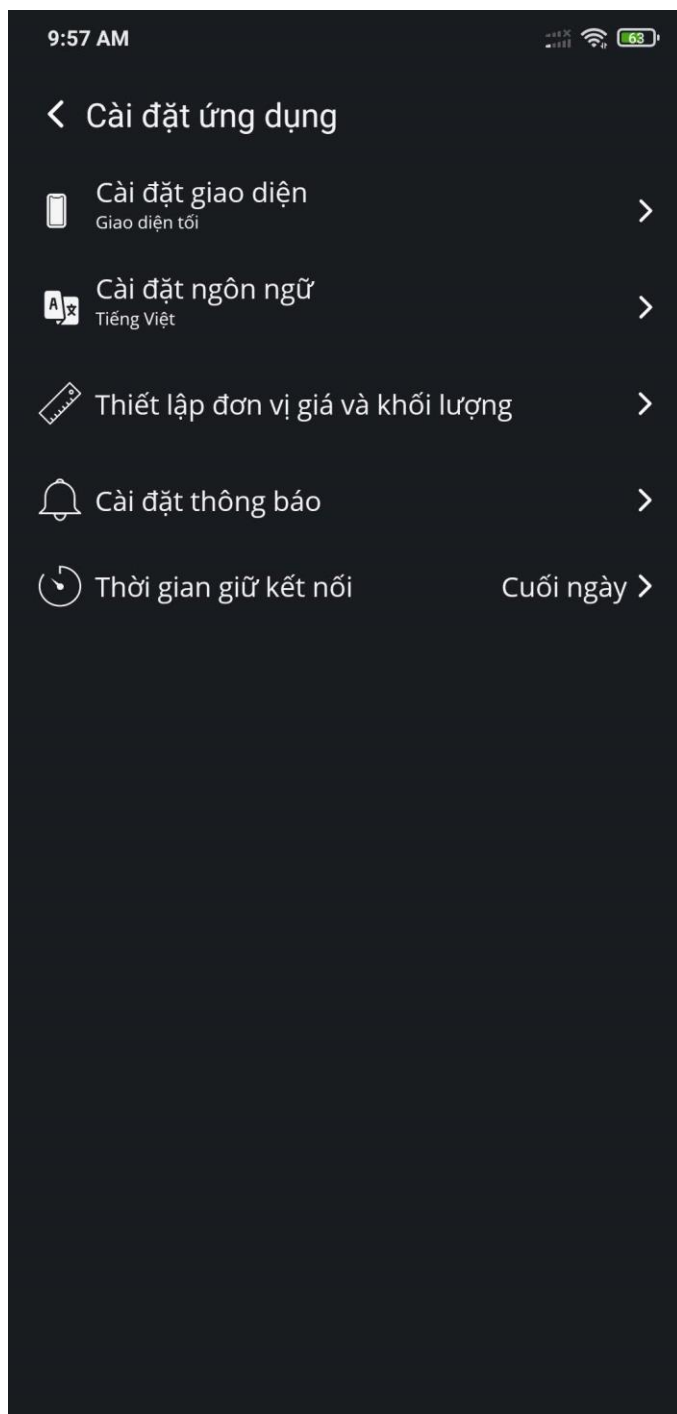 9:57 AM
63
Cài đặt ứng dụng
Cài đặt giao diện
Giao diện tối
Cài đặt ngôn ngữ
Tiếng Việt
Thiết lập đơn vị giá và khối lượng
Cài đặt thông báo
Thời gian giữ kết nối Cuối ngày